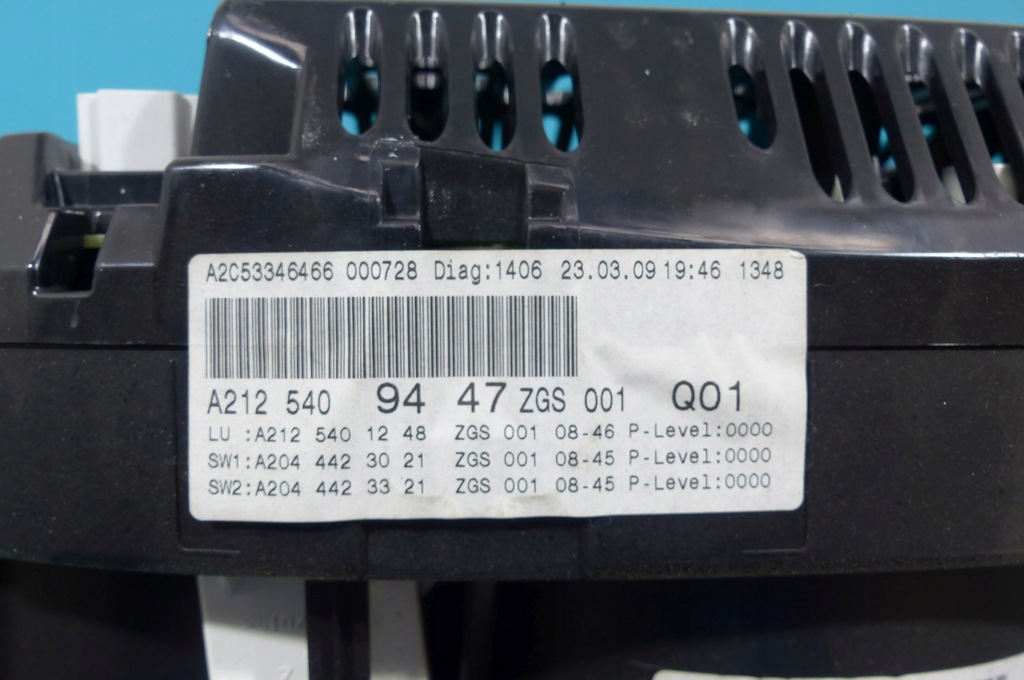 A2C53346466 000728 Diag:1406 23.03.09 19:46 1348
A212 540 94 47 ZGS 001 Q01
LU :A212 540 12 48 ZGS 001 08-46 P-Level:0000
SW1:A204 442 30 21 ZGS 001 08-45 P-Level:0000
SW2:A204 442 33 21 ZGS 001 08-45 P-Level:0000